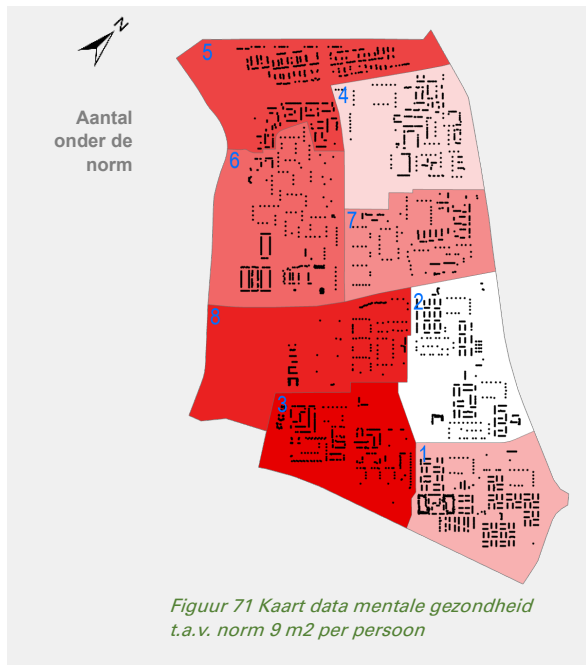 N
5
Aantal
onder de
norm
4
6
7
2
8
3
1
Figuur 71 Kaart data mentale gezondheid
t.a.v. norm 9 m2 per persoon